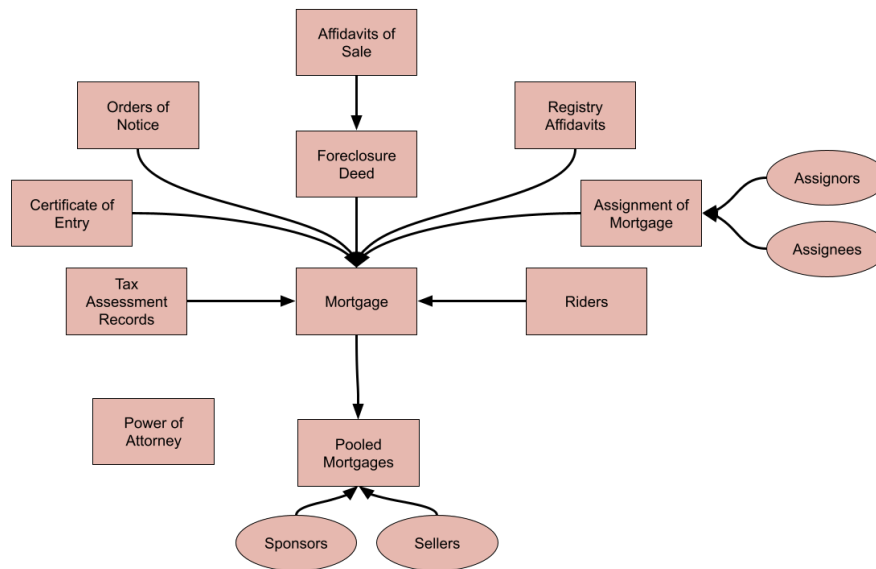 Affidavits of
Sale
Orders of
Notice
Registry
Affidavits
Foreclosure
Deed
Certificate of
Entry
Assignment of
Mortgage
Assignors
Assignees
Tax
Assessment
Records
Mortgage
Riders
Power of
Attorney
Pooled
Mortgages
Sponsors
Sellers